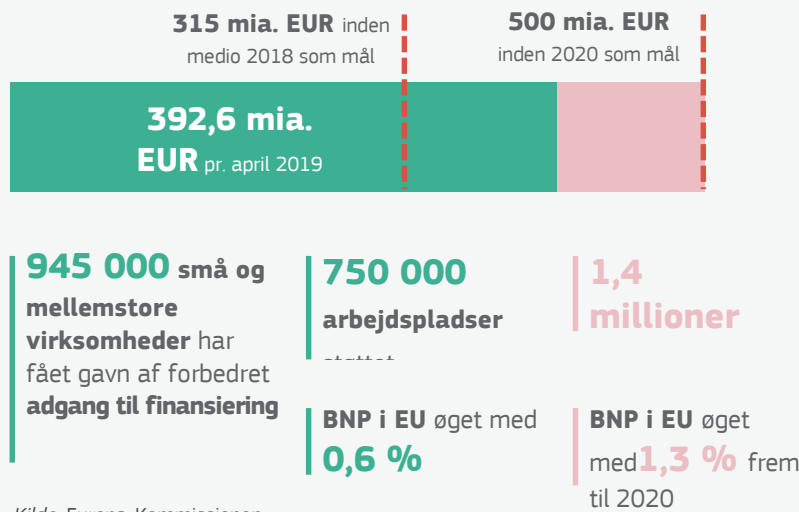 315 mia. EUR inden
medio 2018 som mål
500 mia. EUR
inden 2020 som mål
392,6 mia.
EUR pr. april 2019
945 000 små og
mellemstore
virksomheder har
fået gavn af forbedret
adgang til finansiering
750 000
arbejdspladser
1,4
millioner
BNP i EU øget med
0,6 %
BNP i EU øget
med 1,3 % frem
til 2020